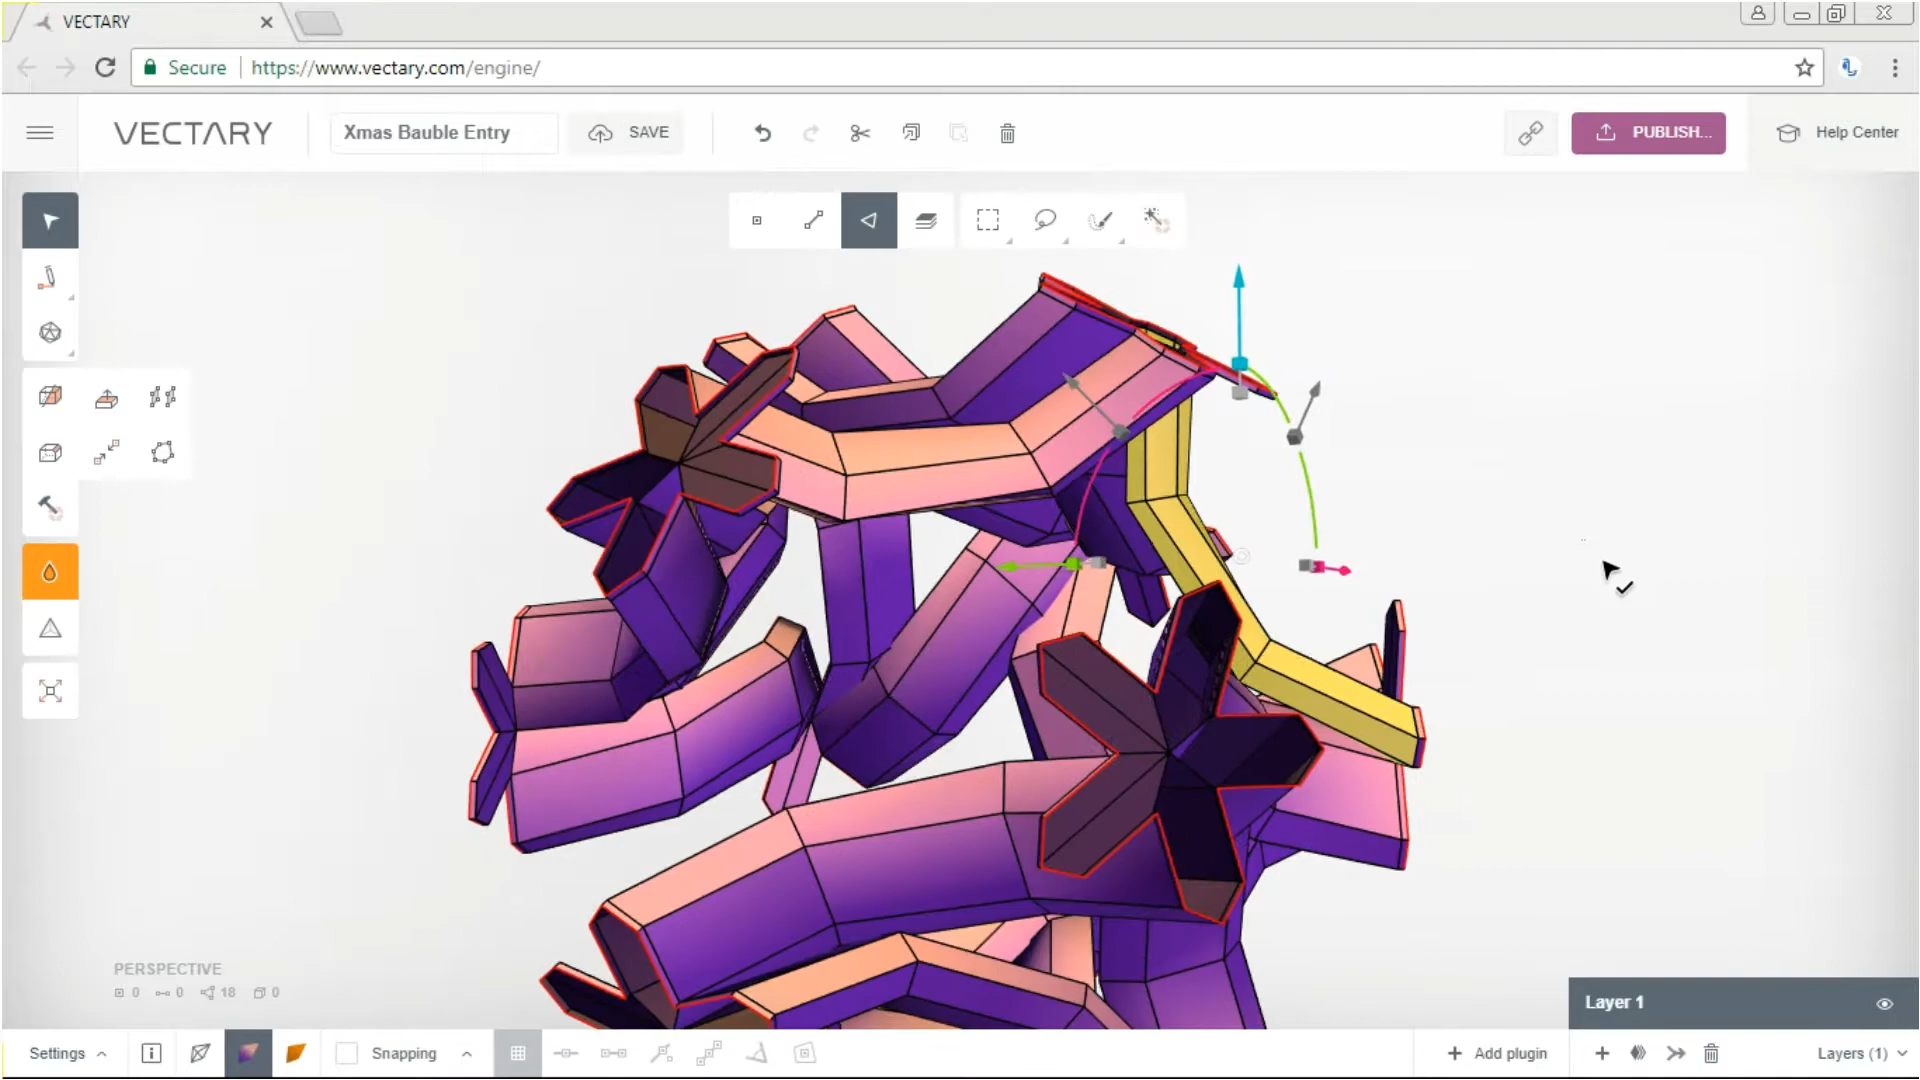 VECTARY
Secure
https://www.vectary.com/engine/
VECTARY
Xmas Bauble Entry
SAVE
PUBLISH...
Help Center
PERSPECTIVE
0
0
18
0
Layer 1
Settings
Snapping
Add plugin
Layers (1)